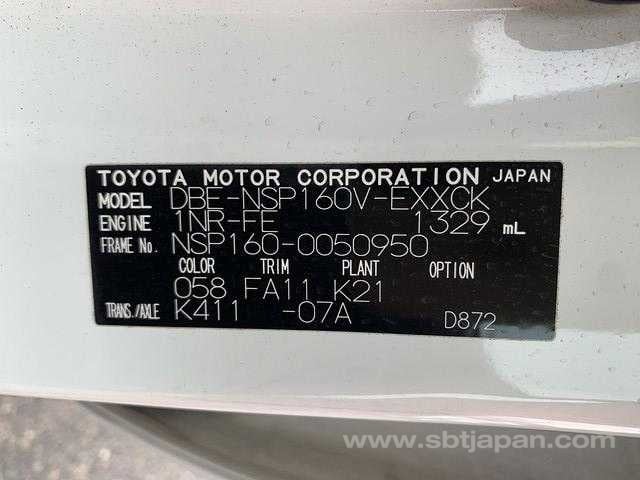 TOYOTA MOTOR CORPORATION JAPAN
MODEL DBE-NSP160V-EXXCK
ENGINE 1NR-FE 1329 mL
FRAME No. NSP160-0050950
COLOR TRIM PLANT OPTION
058 FA11 K21
TRANS./AXLE K411 -07A D872
www.sbtjapan.com